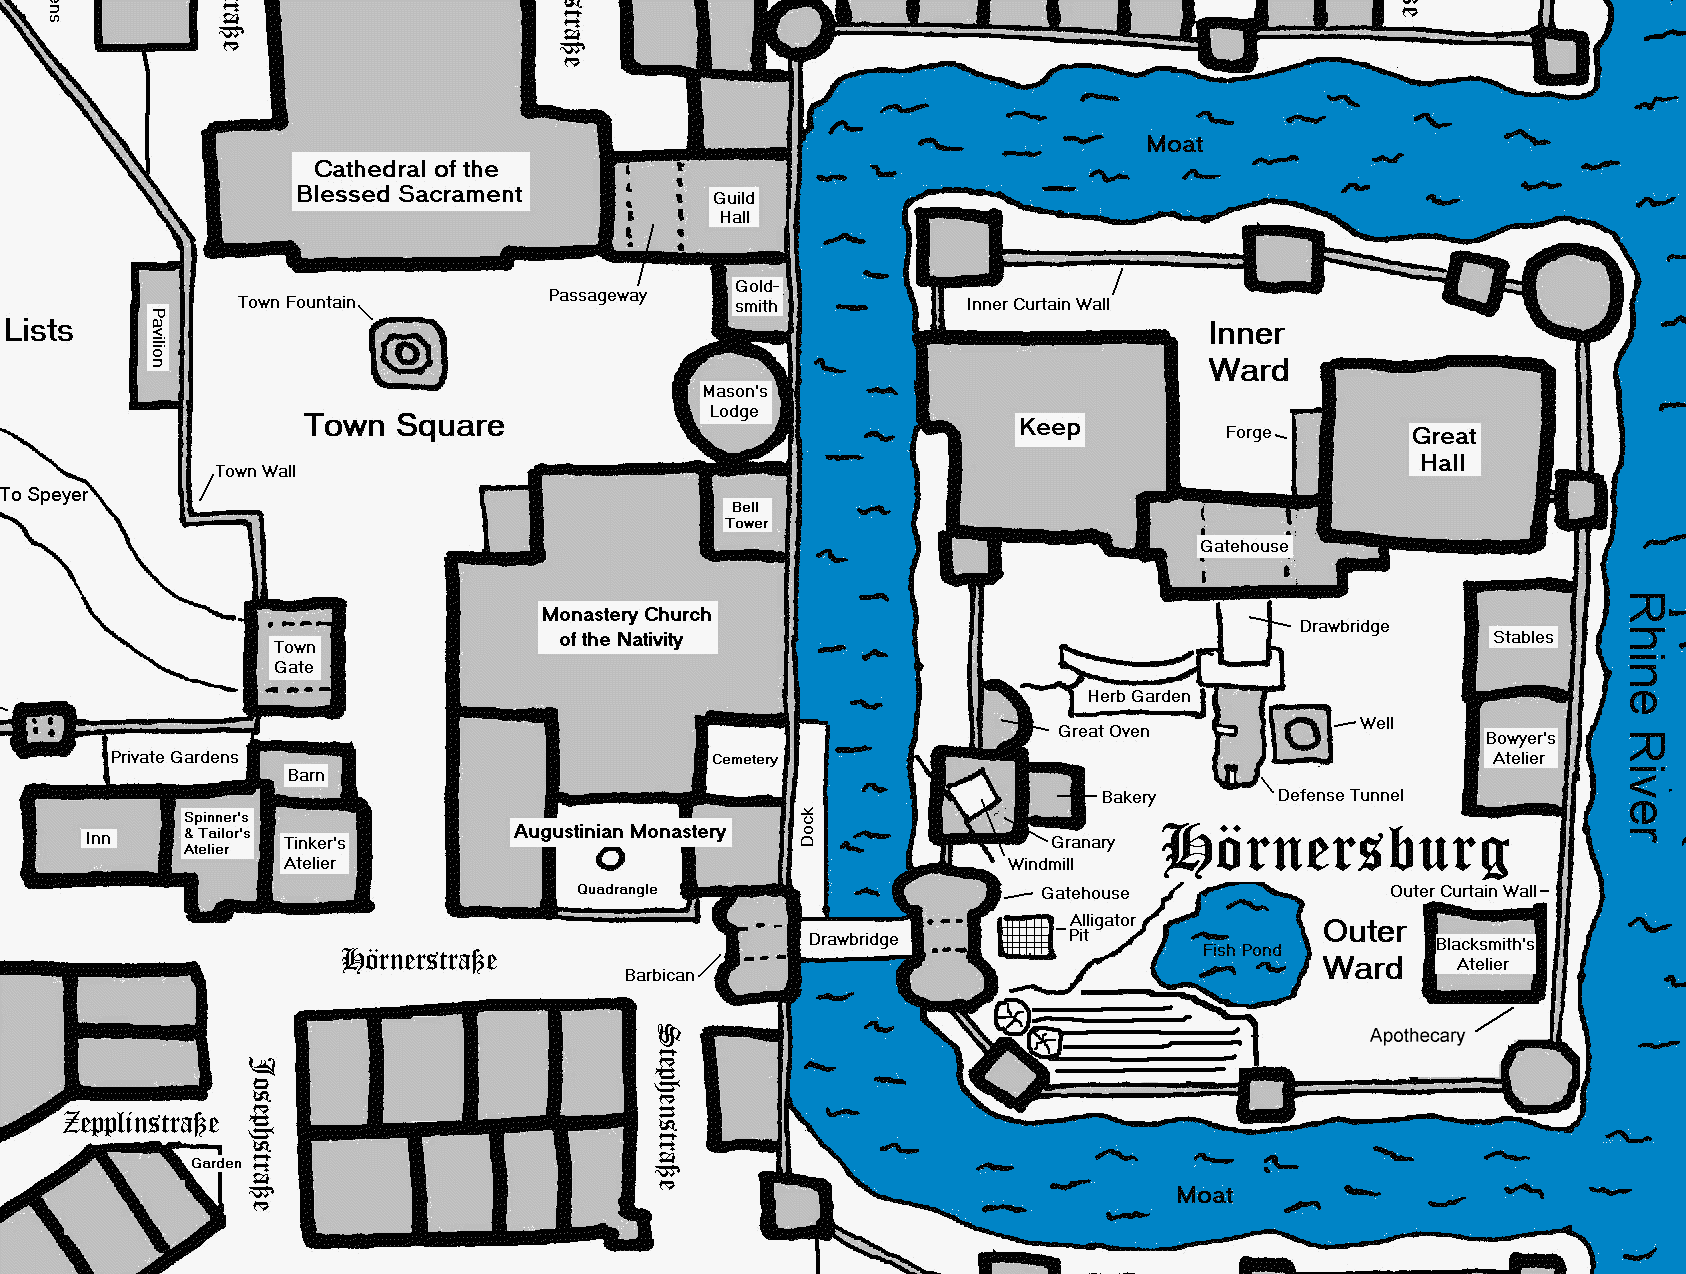 ens
straße
straße
se
Moat
Cathedral of the
Blessed Sacrament
Guild
Hall
Passageway
Gold-
smith
Town Fountain
Inner Curtain Wall
Pavilion
Lists
Inner
Ward
Mason's
Lodge
Town Square
Keep
Forge
Great
Hall
Town Wall
To Speyer
Bell
Tower
Gatehouse
Monastery Church
of the Nativity
Drawbridge
Stables
Town
Gate
Herb Garden
Rhine River
Great Oven
Well
Private Gardens
Cemetery
Bowyer's
Atelier
Barn
Bakery
Defense Tunnel
Dock
Inn
Spinner's
& Tailor's
Atelier
Tinker's
Atelier
Augustinian Monastery
Granary
Windmill
Hörnersburg
Quadrangle
Gatehouse
Outer Curtain Wall
Alligator
Pit
Drawbridge
Fish Pond
Outer
Ward
Blacksmith's
Atelier
Hörnerstraße
Barbican
Apothecary
Stephenstraße
Josephstraße
Zepplinstraße
Garden
Moat